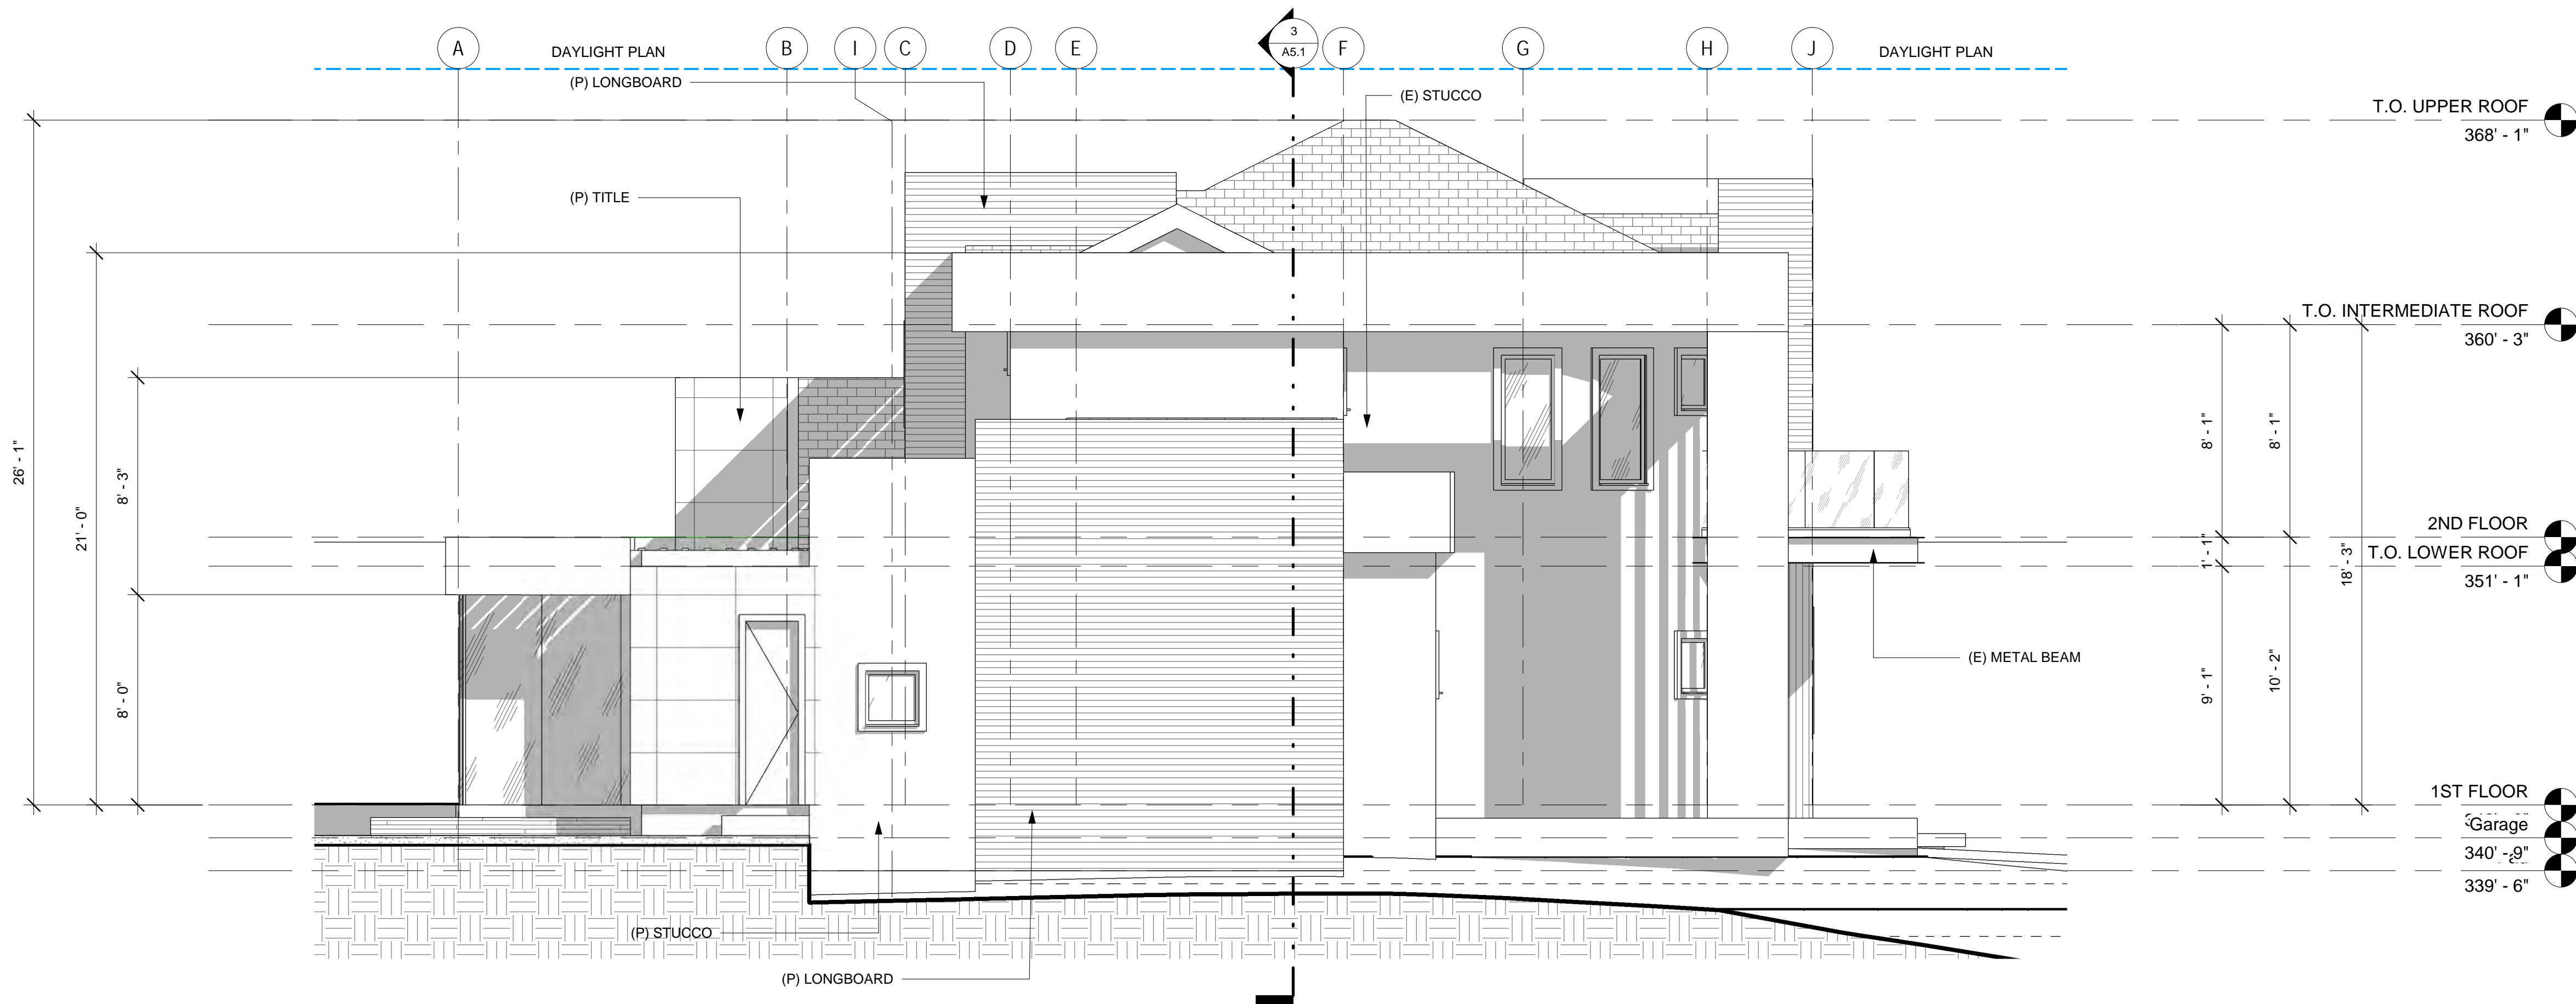 A
DAYLIGHT PLAN
B
I
C
D
E
3
A5.1
F
G
H
J
DAYLIGHT PLAN
(P) LONGBOARD
(E) STUCCO
T.O. UPPER ROOF
368' - 1"
(P) TITLE
T.O. INTERMEDIATE ROOF
360' - 3"
26' - 1"
21' - 0"
8' - 3"
8' - 0"
8' - 1"
8' - 1"
2ND FLOOR
1' - 1"
T.O. LOWER ROOF
351' - 1"
18' - 3"
(E) METAL BEAM
9' - 1"
10' - 2"
1ST FLOOR
Garage
340' - 9"
339' - 6"
(P) STUCCO
(P) LONGBOARD